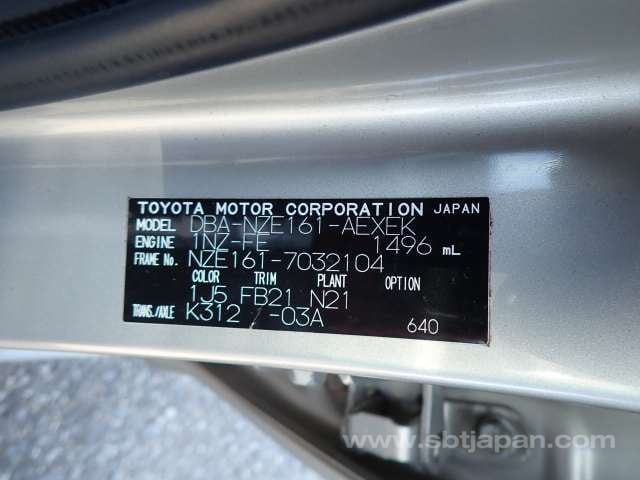 TOYOTA MOTOR CORPORATION JAPAN
MODEL DBA-NZE161-AEXEK
ENGINE 1NZ-FE 1496 mL
FRAME No. NZE161-7032104
COLOR TRIM PLANT OPTION
1J5 FB21 N21
TRANS./AXLE K312 /-03A 640
www.sbtjapan.com